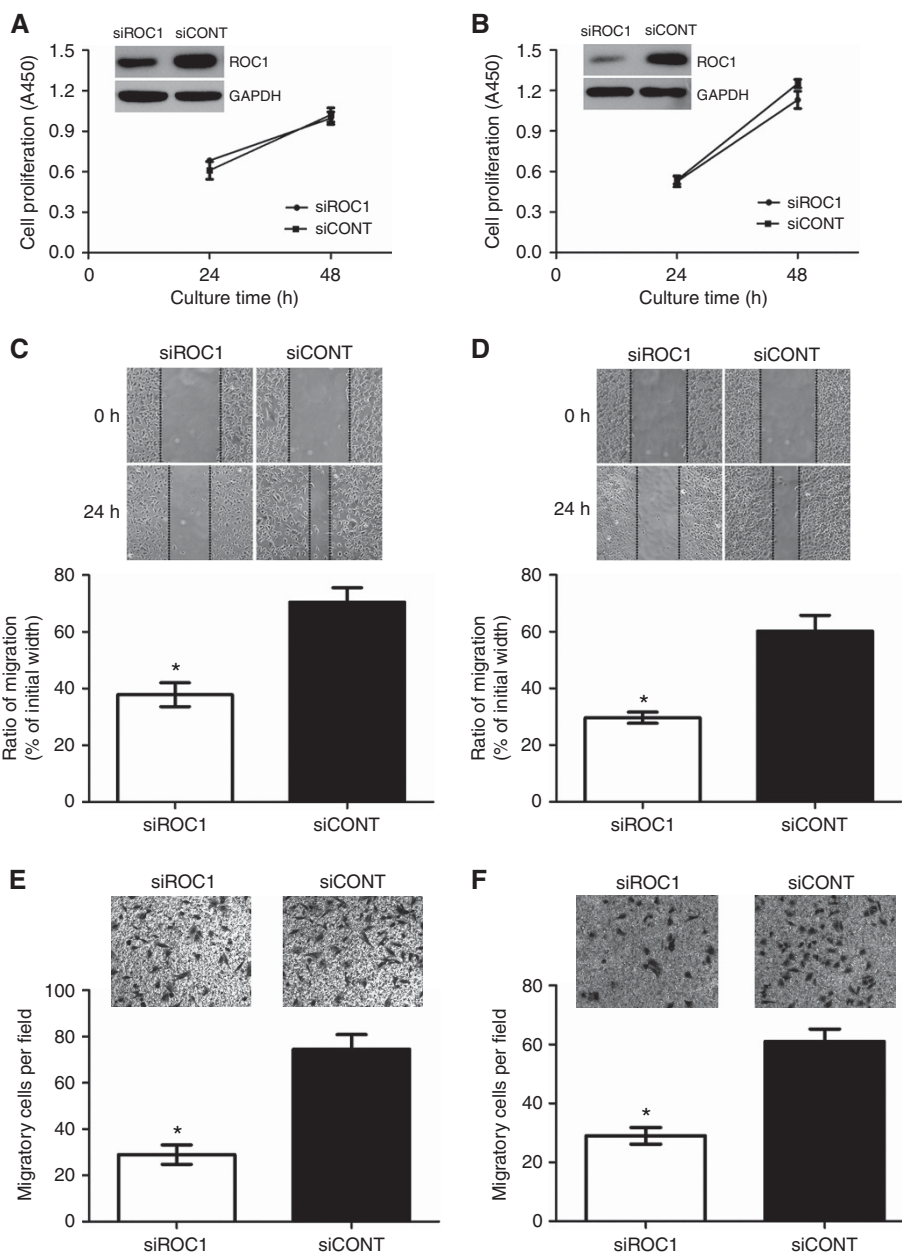 A
siROC1 siCONT
ROC1
GAPDH
1.5
1.2
0.9
0.6
0.3
0.0
Cell proliferation (A450)
siROC1
siCONT
0 24 48
Culture time (h)
B
siROC1 siCONT
ROC1
GAPDH
1.5
1.2
0.9
0.6
0.3
0.0
Cell proliferation (A450)
siROC1
siCONT
0 24 48
Culture time (h)
C
siROC1 siCONT
0 h
24 h
80
60
40
20
0
Ratio of migration
(% of initial width)
*
siROC1 siCONT
D
siROC1 siCONT
0 h
24 h
80
60
40
20
0
Ratio of migration
(% of initial width)
*
siROC1 siCONT
E
siROC1 siCONT
100
80
60
40
20
0
Migratory cells per field
*
siROC1 siCONT
F
siROC1 siCONT
80
60
40
20
0
Migratory cells per field
*
siROC1 siCONT